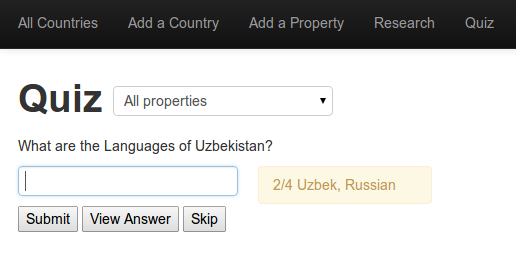 All Countries Add a Country Add a Property Research Quiz
Quiz All properties
What are the Languages of Uzbekistan?
2/4 Uzbek, Russian
Submit View Answer Skip